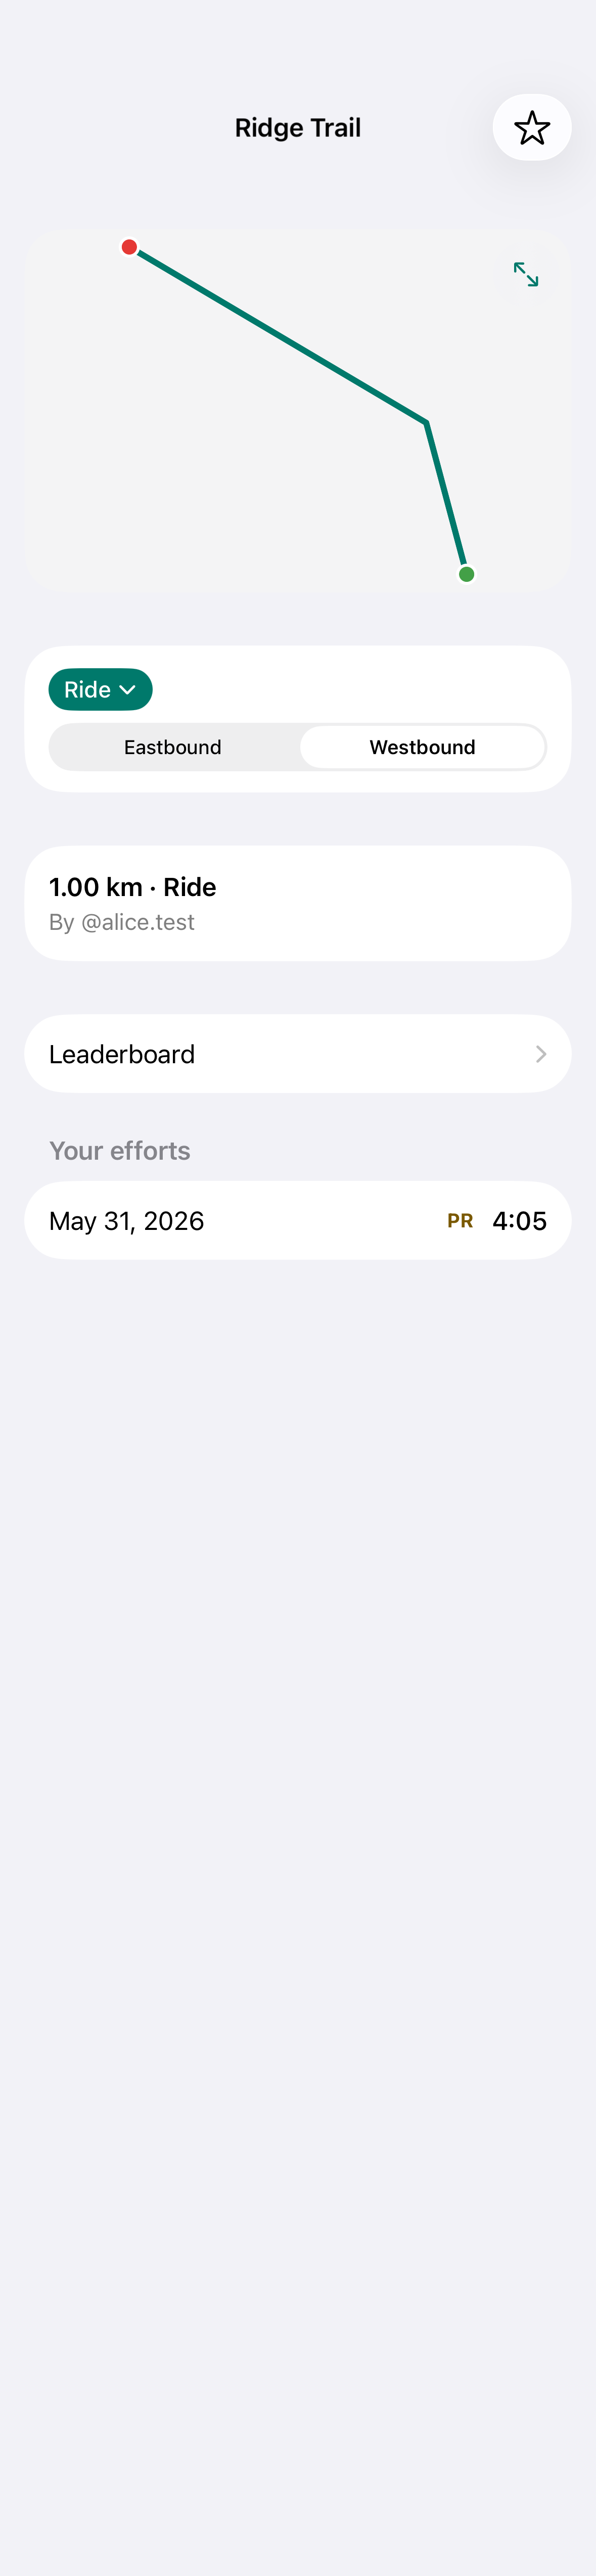 Ridge Trail
Ride
Eastbound
Westbound
1.00 km · Ride
By @alice.test
Leaderboard
Your efforts
May 31, 2026 PR 4:05